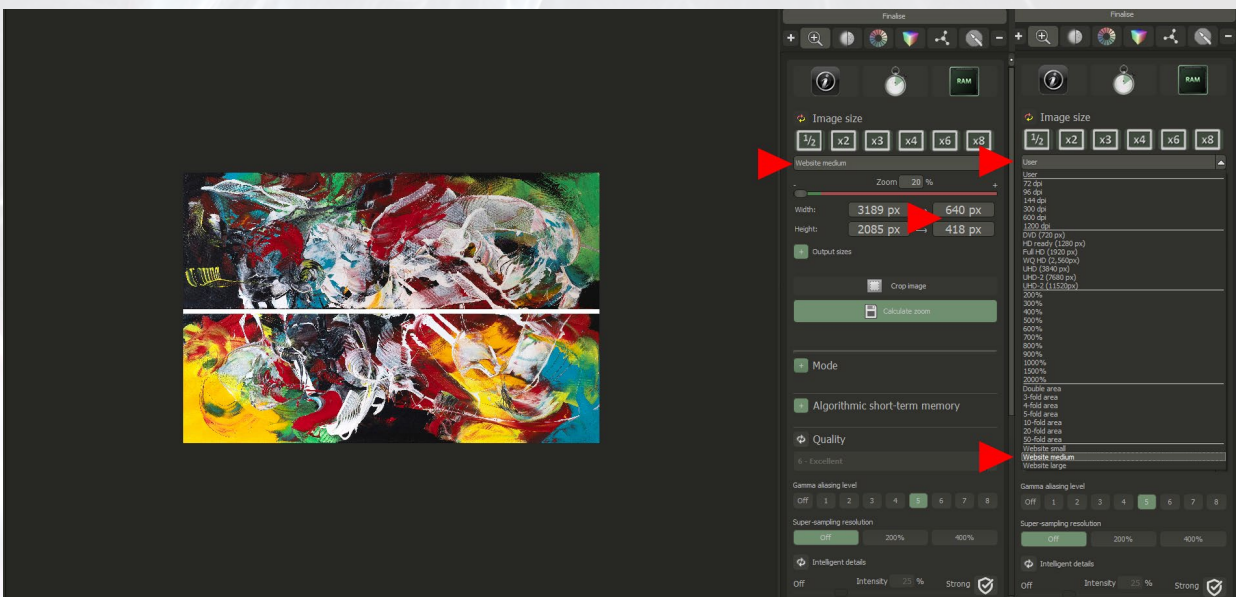 Finalise
RAM
Image size
1/2 x2 x3 x4 x6 x8
Website medium
Zoom 20 %
- +
Width: 3189 px → 640 px
Height: 2085 px → 418 px
+ Output sizes
Crop image
Calculate zoom
+ Mode
+ Algorithmic short-term memory
Quality
6 - Excellent
Gamma aliasing level
Off 1 2 3 4 5 6 7 8
Super-sampling resolution
Off 200% 400%
Intelligent details
Off Intensity 25 % Strong
Finalise
RAM
Image size
1/2 x2 x3 x4 x6 x8
User
User
72 dpi
96 dpi
144 dpi
300 dpi
600 dpi
1200 dpi
DVD (720 px)
HD ready (1280 px)
Full HD (1920 px)
WQ HD (2,560px)
UHD (3840 px)
UHD-2 (7680 px)
UHD-2 (11520px)
200%
300%
400%
500%
600%
700%
800%
900%
1000%
1500%
2000%
Double area
3-fold area
4-fold area
5-fold area
10-fold area
20-fold area
50-fold area
Website small
Website medium
Website large
Gamma aliasing level
Off 1 2 3 4 5 6 7 8
Super-sampling resolution
Off 200% 400%
Intelligent details
Off Intensity 25 % Strong